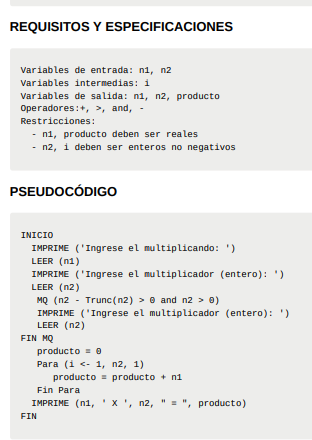 REQUISITOS Y ESPECIFICACIONES
Variables de entrada: n1, n2
Variables intermedias: i
Variables de salida: n1, n2, producto
Operadores:+, >, and, -
Restricciones:
- n1, producto deben ser reales
- n2, i deben ser enteros no negativos
PSEUDOCÓDIGO
INICIO
IMPRIME ('Ingrese el multiplicando: ')
LEER (n1)
IMPRIME ('Ingrese el multiplicador (entero): ')
LEER (n2)
MQ (n2 - Trunc(n2) > 0 and n2 > 0)
IMPRIME ('Ingrese el multiplicador (entero): ')
LEER (n2)
FIN MQ
producto = 0
Para (i <- 1, n2, 1)
producto = producto + n1
Fin Para
IMPRIME (n1, ' X ', n2, " = ", producto)
FIN